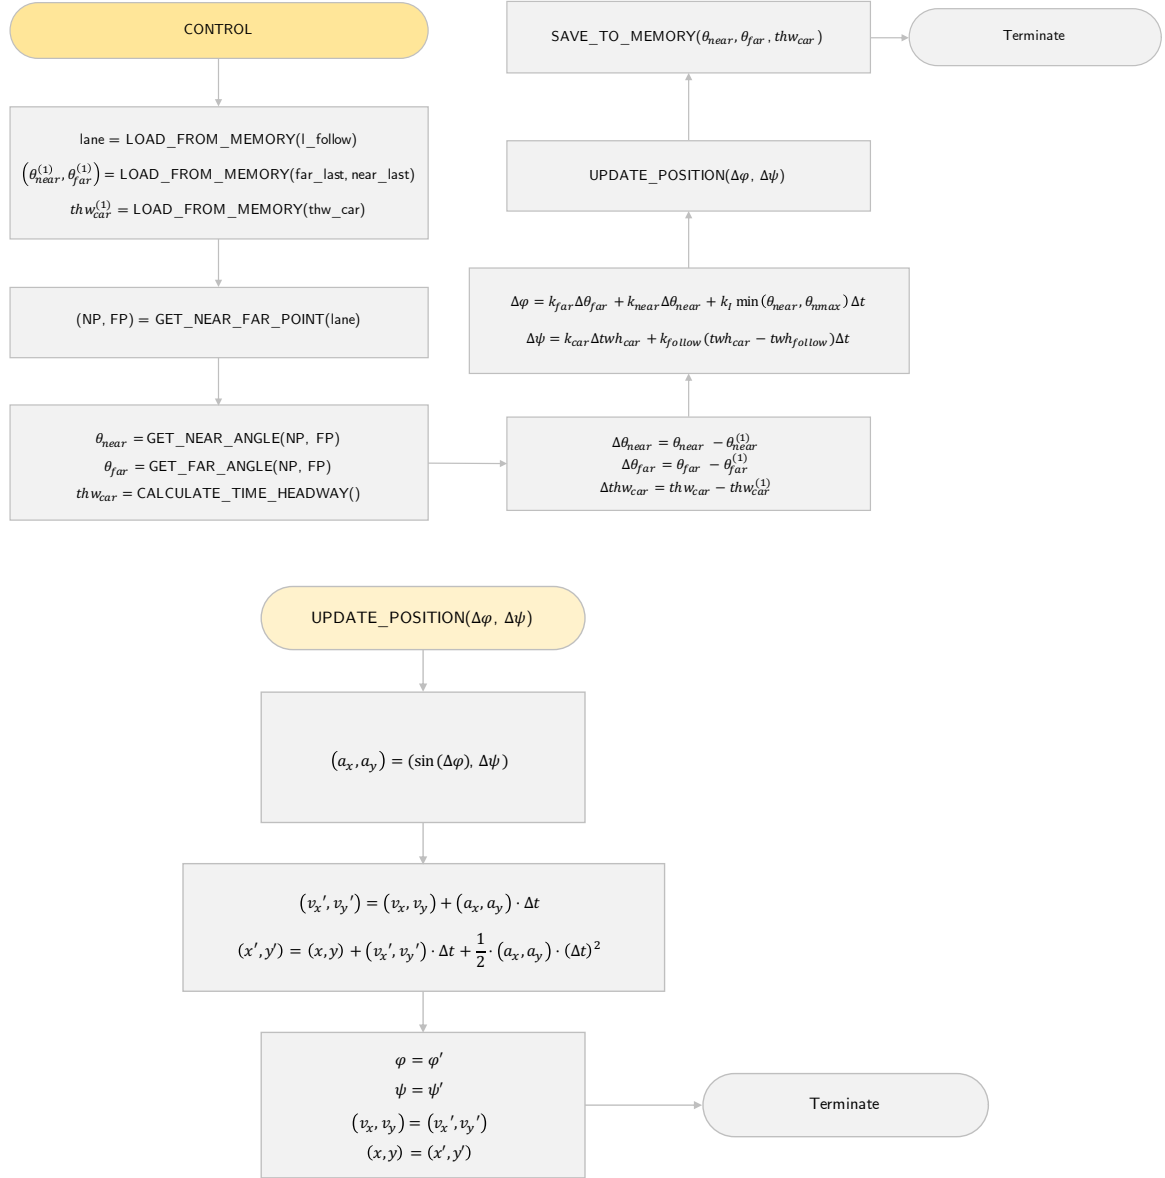 CONTROL
lane = LOAD_FROM_MEMORY(l_follow)
(θ_near^(1), θ_far^(1)) = LOAD_FROM_MEMORY(far_last, near_last)
thw_car^(1) = LOAD_FROM_MEMORY(thw_car)
(NP, FP) = GET_NEAR_FAR_POINT(lane)
θ_near = GET_NEAR_ANGLE(NP, FP)
θ_far = GET_FAR_ANGLE(NP, FP)
thw_car = CALCULATE_TIME_HEADWAY()
Δθ_near = θ_near − θ_near^(1)
Δθ_far = θ_far − θ_far^(1)
Δthw_car = thw_car − thw_car^(1)
Δφ = k_far Δθ_far + k_near Δθ_near + k_I min(θ_near, θ_nmax) Δt
Δψ = k_car Δtwh_car + k_follow (twh_car − twh_follow)Δt
UPDATE_POSITION(Δφ, Δψ)
SAVE_TO_MEMORY(θ_near, θ_far, thw_car)
Terminate
UPDATE_POSITION(Δφ, Δψ)
(a_x, a_y) = (sin(Δφ), Δψ)
(v_x′, v_y′) = (v_x, v_y) + (a_x, a_y) · Δt
(x′, y′) = (x, y) + (v_x′, v_y′) · Δt + 1/2 · (a_x, a_y) · (Δt)^2
φ = φ′
ψ = ψ′
(v_x, v_y) = (v_x′, v_y′)
(x, y) = (x′, y′)
Terminate